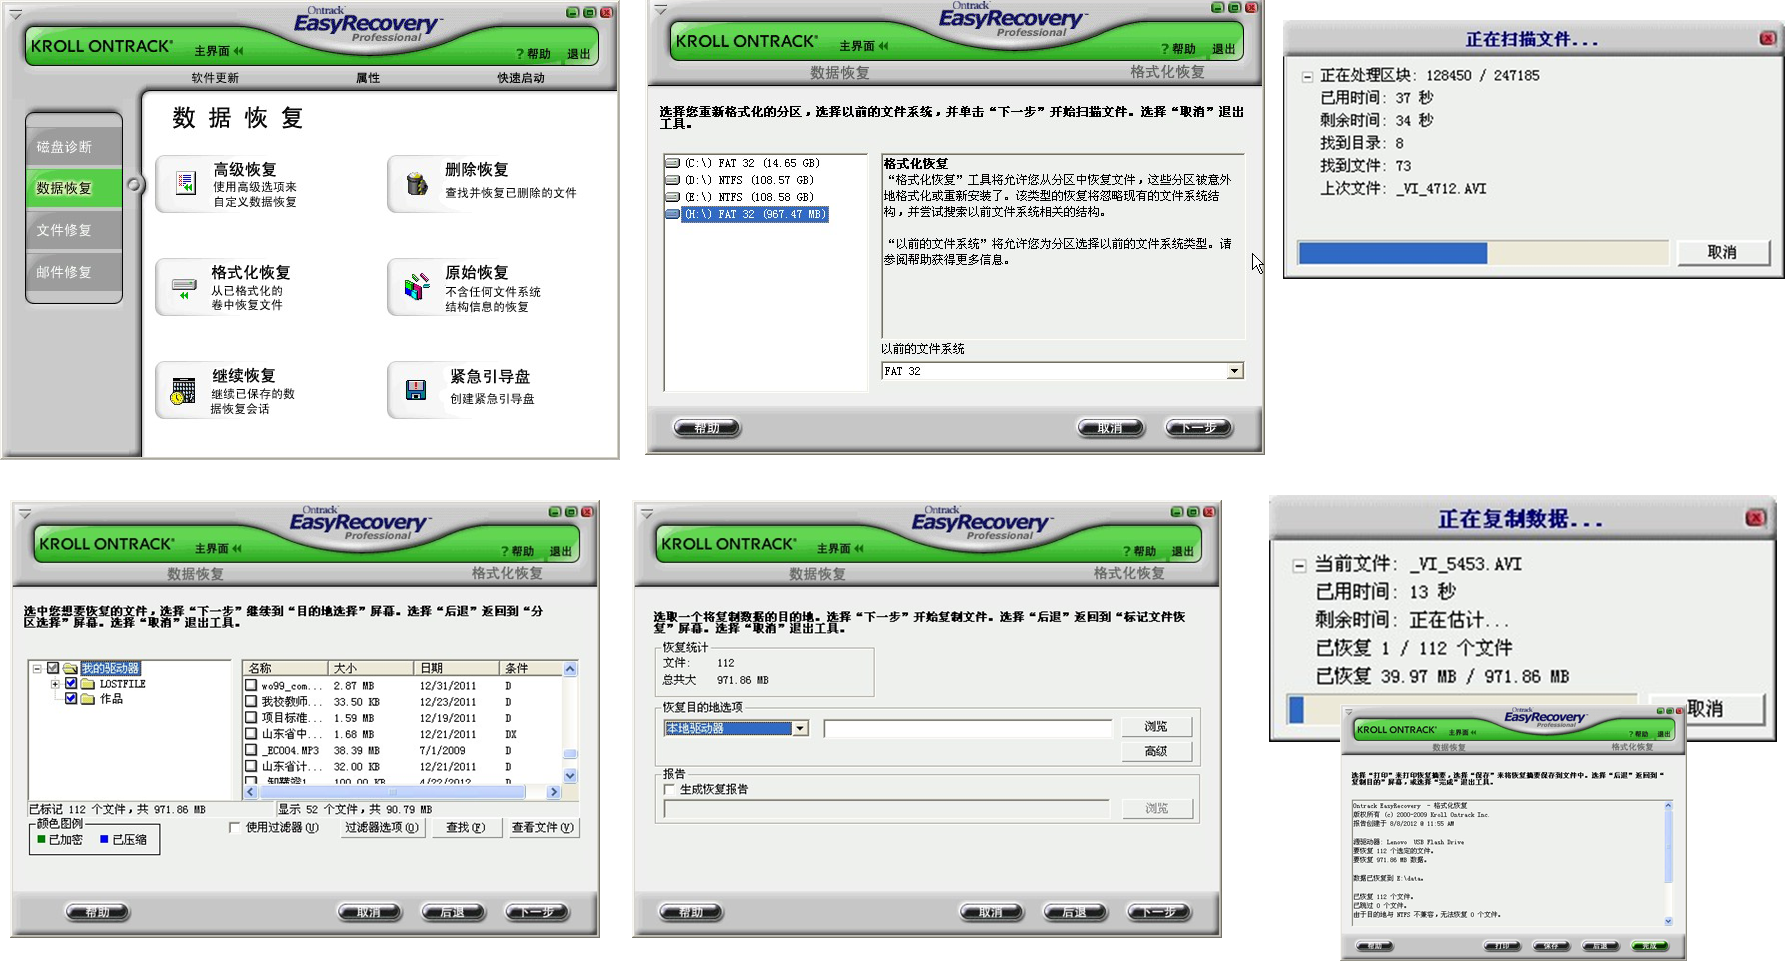 Ontrack
EasyRecovery™
Professional
KROLL ONTRACK®
主界面
? 帮助
退出
软件更新
属性
快速启动
磁盘诊断
数据恢复
文件修复
邮件修复
数据恢复
高级恢复
使用高级选项来
自定义数据恢复
删除恢复
查找并恢复已删除的文件
格式化恢复
从已格式化的
卷中恢复文件
原始恢复
不含任何文件系统
结构信息的恢复
继续恢复
继续已保存的数
据恢复会话
紧急引导盘
创建紧急引导盘
Ontrack
EasyRecovery™
Professional
KROLL ONTRACK®
主界面
? 帮助
退出
数据恢复
格式化恢复
选择您重新格式化的分区，选择以前的文件系统，并单击“下一步”开始扫描文件。选择“取消”退出
工具。
(C:\) FAT 32 (14.65 GB)
(D:\) NTFS (108.57 GB)
(E:\) NTFS (108.58 GB)
(H:\) FAT 32 (967.47 MB)
格式化恢复
“格式化恢复”工具将允许您从分区中恢复文件，这些分区被意外
地格式化或重新安装了。该类型的恢复将忽略现有的文件系统结
构，并尝试搜索以前文件系统相关的结构。
“以前的文件系统”将允许您为分区选择以前的文件系统类型。请
参阅帮助获得更多信息。
以前的文件系统
FAT 32
帮助
取消
下一步
正在扫描文件...
正在处理区块: 128450 / 247185
已用时间: 37 秒
剩余时间: 34 秒
找到目录: 8
找到文件: 73
上次文件: _VI_4712.AVI
取消
Ontrack
EasyRecovery™
Professional
KROLL ONTRACK®
主界面
? 帮助
退出
数据恢复
格式化恢复
选中您想要恢复的文件，选择“下一步”继续到“目的地选择”屏幕。选择“后退”返回到“分
区选择”屏幕。选择“取消”退出工具。
我的驱动器
LOSTFILE
作品
名称 大小 日期 条件
wo99_com... 2.87 MB 12/31/2011 D
我校教师... 33.50 KB 12/23/2011 D
项目标准... 1.59 MB 12/19/2011 D
山东省中... 1.68 MB 12/21/2011 DX
_EC004.MP3 38.39 MB 7/1/2009 D
山东省计... 32.00 KB 12/21/2011 D
100.00 KB 4/22/2012 D
已标记 112 个文件，共 971.86 MB
显示 52 个文件，共 90.79 MB
颜色图例
已加密
已压缩
使用过滤器(U)
过滤器选项(O)
查找(F)
查看文件(V)
帮助
取消
后退
下一步
Ontrack
EasyRecovery™
Professional
KROLL ONTRACK®
主界面
? 帮助
退出
数据恢复
格式化恢复
选取一个将复制数据的目的地。选择“下一步”开始复制文件。选择“后退”返回到“标记文件恢
复”屏幕。选择“取消”退出工具。
恢复统计
文件: 112
总共大 971.86 MB
恢复目的地选项
本地驱动器
浏览
高级
报告
生成恢复报告
浏览
帮助
取消
后退
下一步
正在复制数据...
当前文件: _VI_5453.AVI
已用时间: 13 秒
剩余时间: 正在估计...
已恢复 1 / 112 个文件
已恢复 39.97 MB / 971.86 MB
取消
Ontrack
EasyRecovery™
Professional
KROLL ONTRACK®
主界面
? 帮助
退出
数据恢复
格式化恢复
选择“打印”来打印恢复摘要，选择“保存”来将恢复摘要保存到文件中。选择“后退”返回到“
复制目的”屏幕，或选择“完成”退出工具。
Ontrack EasyRecovery - 格式化恢复
版权所有 (c) 2000-2009 Kroll Ontrack Inc.
报告创建于 8/8/2012 @ 11:55 AM
源驱动器: Lenovo USB Flash Drive
要恢复 112 个选定的文件。
要恢复 971.86 MB 数据。
数据已恢复到 E:\data。
已恢复 112 个文件。
已跳过 0 个文件。
由于目的地与 NTFS 不兼容，无法恢复 0 个文件。
帮助
打印
保存
后退
完成